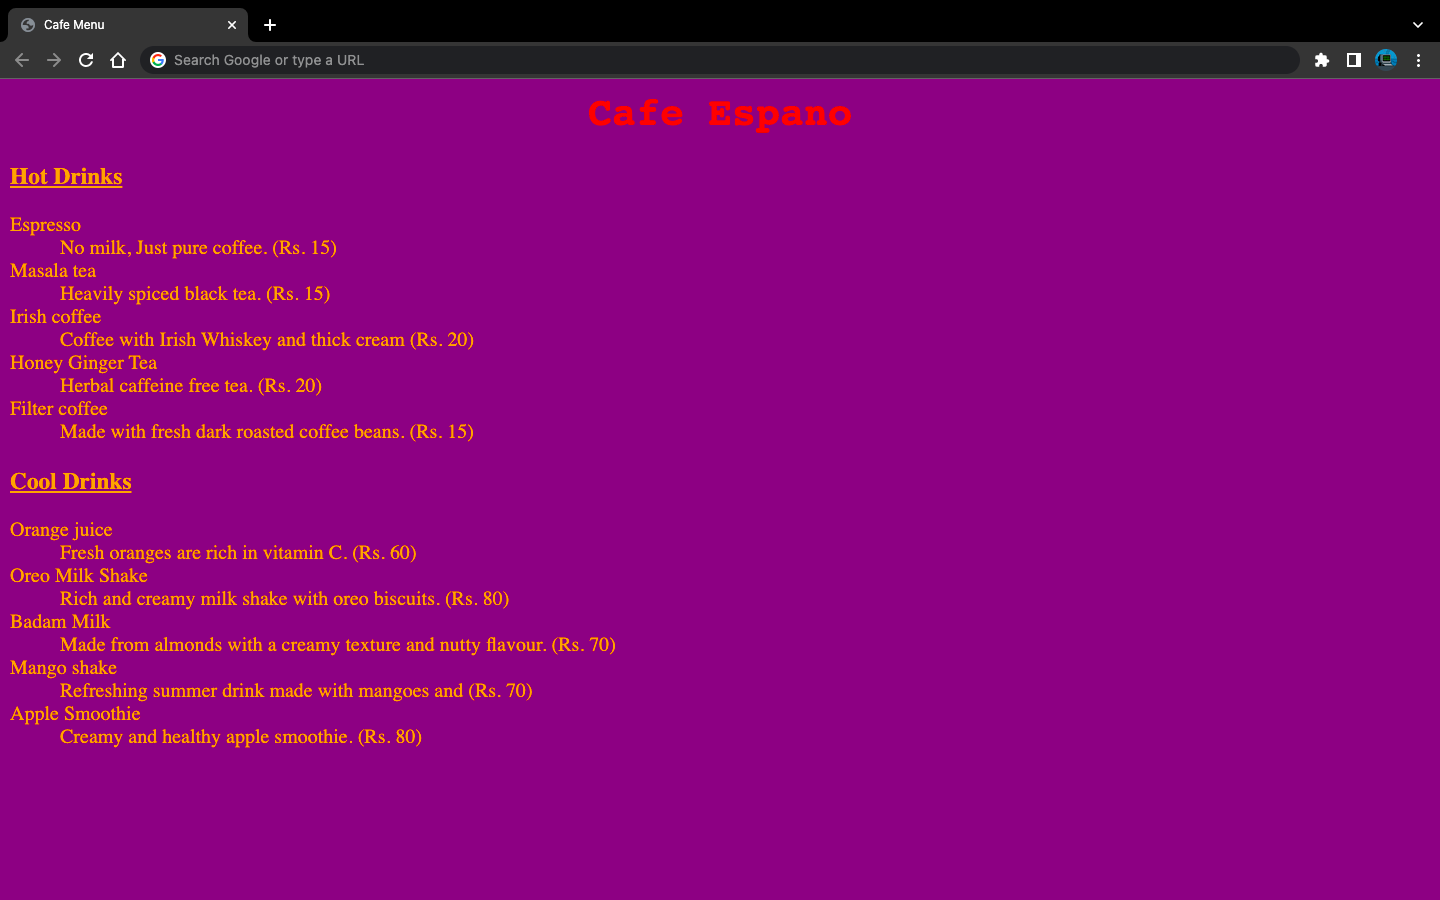 Cafe Menu
Search Google or type a URL
Cafe Espano
Hot Drinks
Espresso
No milk, Just pure coffee. (Rs. 15)
Masala tea
Heavily spiced black tea. (Rs. 15)
Irish coffee
Coffee with Irish Whiskey and thick cream (Rs. 20)
Honey Ginger Tea
Herbal caffeine free tea. (Rs. 20)
Filter coffee
Made with fresh dark roasted coffee beans. (Rs. 15)
Cool Drinks
Orange juice
Fresh oranges are rich in vitamin C. (Rs. 60)
Oreo Milk Shake
Rich and creamy milk shake with oreo biscuits. (Rs. 80)
Badam Milk
Made from almonds with a creamy texture and nutty flavour. (Rs. 70)
Mango shake
Refreshing summer drink made with mangoes and (Rs. 70)
Apple Smoothie
Creamy and healthy apple smoothie. (Rs. 80)